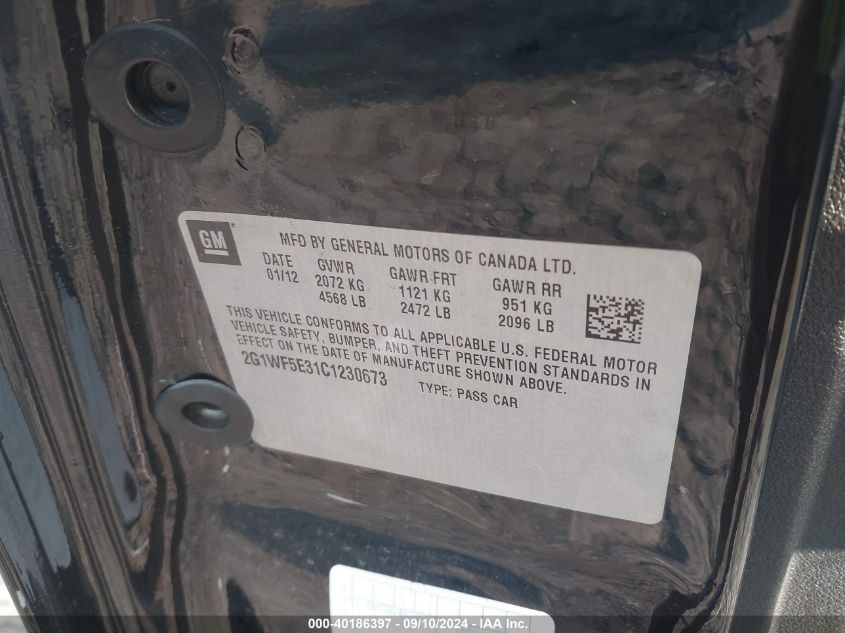 GM
MFD BY GENERAL MOTORS OF CANADA LTD.
DATE GVWR GAWR FRT GAWR RR
01/12 2072 KG 1121 KG 951 KG
4568 LB 2472 LB 2096 LB
THIS VEHICLE CONFORMS TO ALL APPLICABLE U.S. FEDERAL MOTOR
VEHICLE SAFETY, BUMPER, AND THEFT PREVENTION STANDARDS IN
EFFECT ON THE DATE OF MANUFACTURE SHOWN ABOVE.
2G1WF5E31C1230673 TYPE: PASS CAR
000-40186397 - 09/10/2024 - IAA Inc.